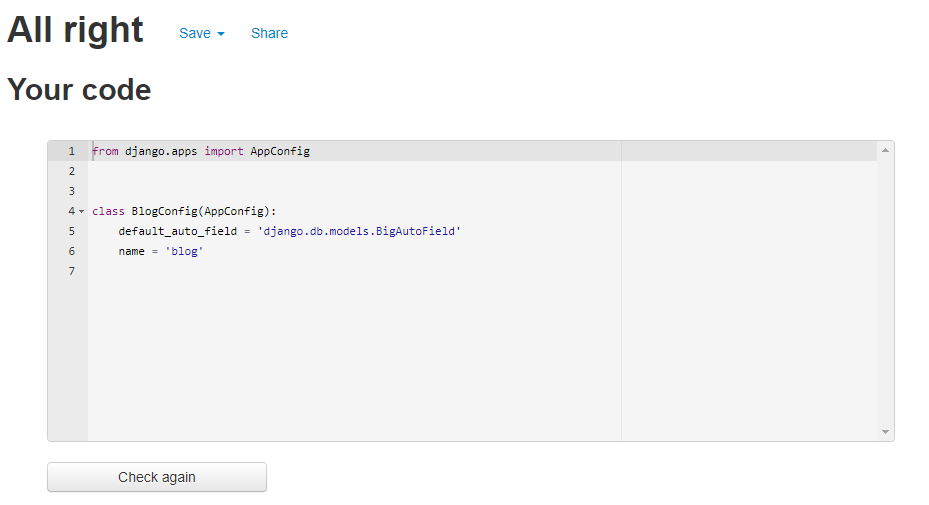 All right Save Share
Your code
1 from django.apps import AppConfig
2
3
4 class BlogConfig(AppConfig):
5     default_auto_field = 'django.db.models.BigAutoField'
6     name = 'blog'
7
Check again